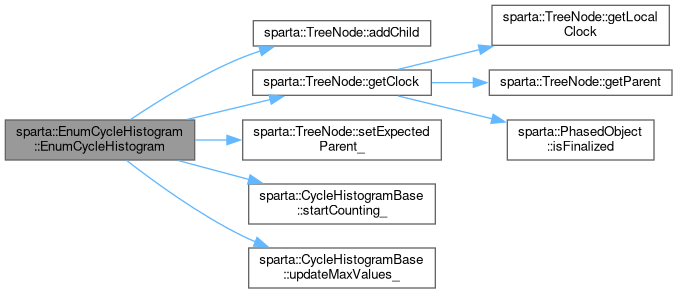 sparta::EnumCycleHistogram
::EnumCycleHistogram
sparta::TreeNode::addChild
sparta::TreeNode::getClock
sparta::TreeNode::getLocal
Clock
sparta::TreeNode::getParent
sparta::PhasedObject
::isFinalized
sparta::TreeNode::setExpected
Parent_
sparta::CycleHistogramBase
::startCounting_
sparta::CycleHistogramBase
::updateMaxValues_